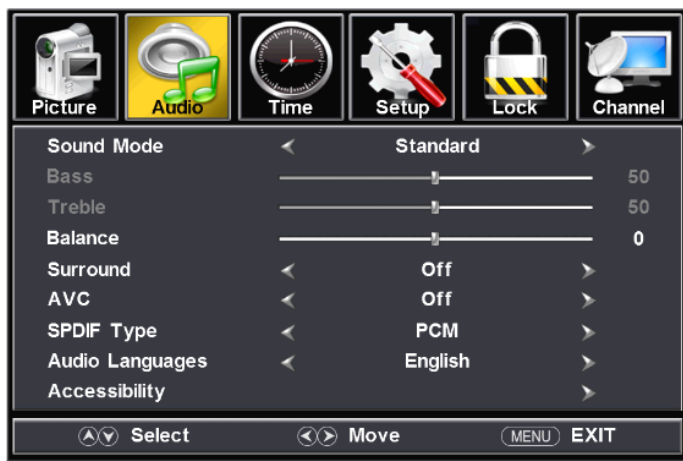 Picture Audio Time Setup Lock Channel
Sound Mode Standard
Bass 50
Treble 50
Balance 0
Surround Off
AVC Off
SPDIF Type PCM
Audio Languages English
Accessibility
Select Move MENU EXIT